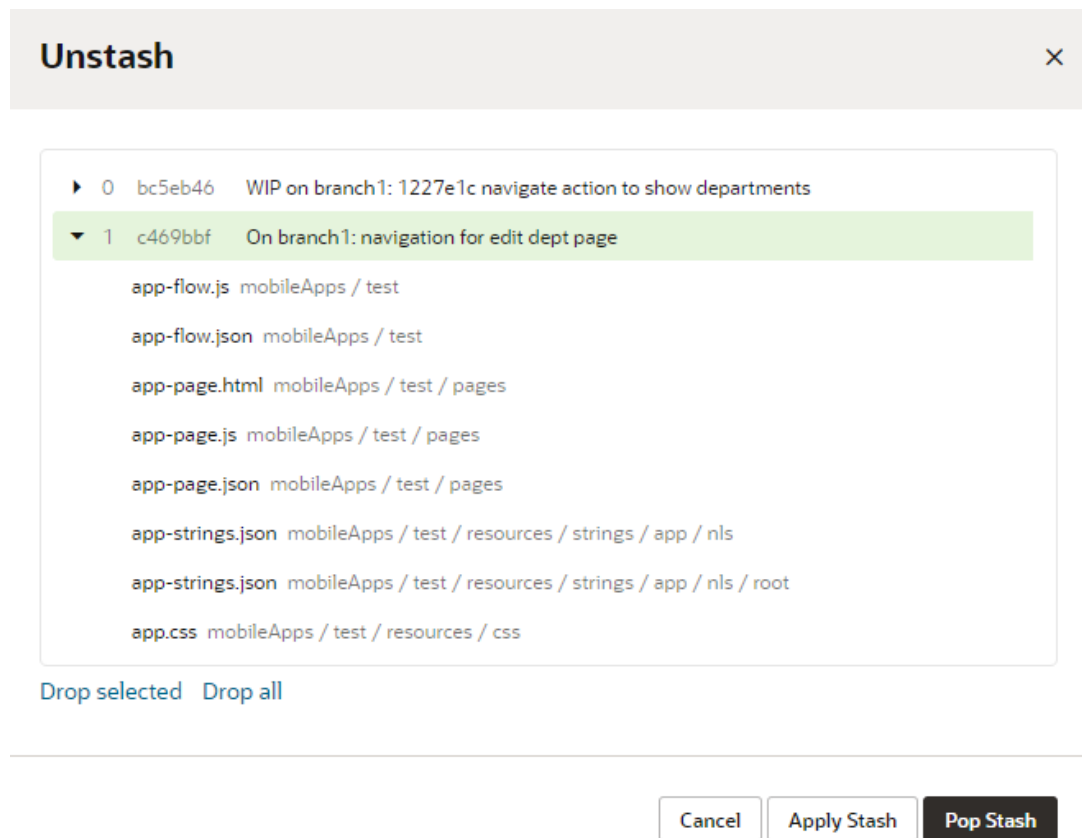 Unstash
0 bc5eb46 WIP on branch1: 1227e1c navigate action to show departments
1 c469bbf On branch1: navigation for edit dept page
app-flow.js mobileApps / test
app-flow.json mobileApps / test
app-page.html mobileApps / test / pages
app-page.js mobileApps / test / pages
app-page.json mobileApps / test / pages
app-strings.json mobileApps / test / resources / strings / app / nls
app-strings.json mobileApps / test / resources / strings / app / nls / root
app.css mobileApps / test / resources / css
Drop selected Drop all
Cancel Apply Stash Pop Stash